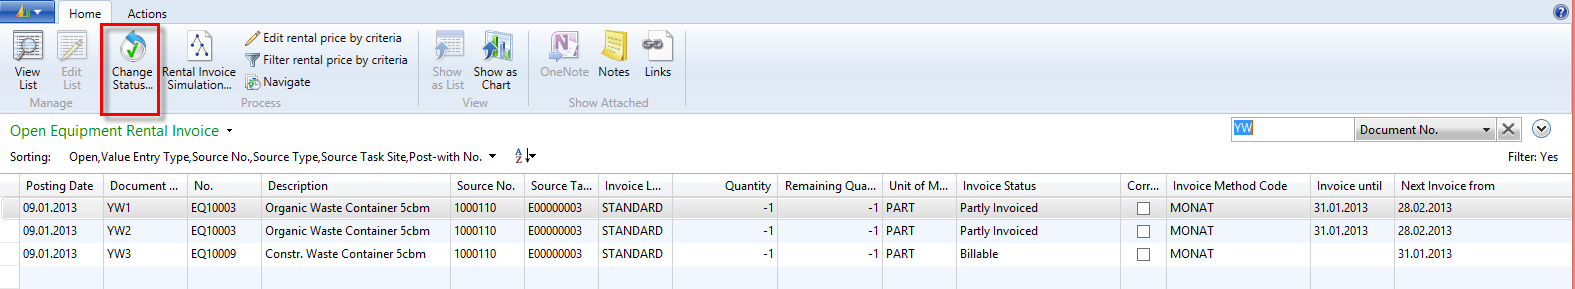 Home Actions
View List
Edit List
Change Status...
Rental Invoice Simulation...
Edit rental price by criteria
Filter rental price by criteria
Navigate
Show as List
Show as Chart
OneNote
Notes
Links
Manage Process View Show Attached
Open Equipment Rental Invoice
YW Document No.
Sorting: Open,Value Entry Type,Source No.,Source Type,Source Task Site,Post-with No.
Filter: Yes
Posting Date Document ... No. Description Source No. Source Ta... Invoice L... Quantity Remaining Qua... Unit of M... Invoice Status Corr... Invoice Method Code Invoice until Next Invoice from
09.01.2013 YW1 EQ10003 Organic Waste Container 5cbm 1000110 E00000003 STANDARD -1 -1 PART Partly Invoiced MONAT 31.01.2013 28.02.2013
09.01.2013 YW2 EQ10003 Organic Waste Container 5cbm 1000110 E00000003 STANDARD -1 -1 PART Partly Invoiced MONAT 31.01.2013 28.02.2013
09.01.2013 YW3 EQ10009 Constr. Waste Container 5cbm 1000110 E00000003 STANDARD -1 -1 PART Billable MONAT 31.01.2013